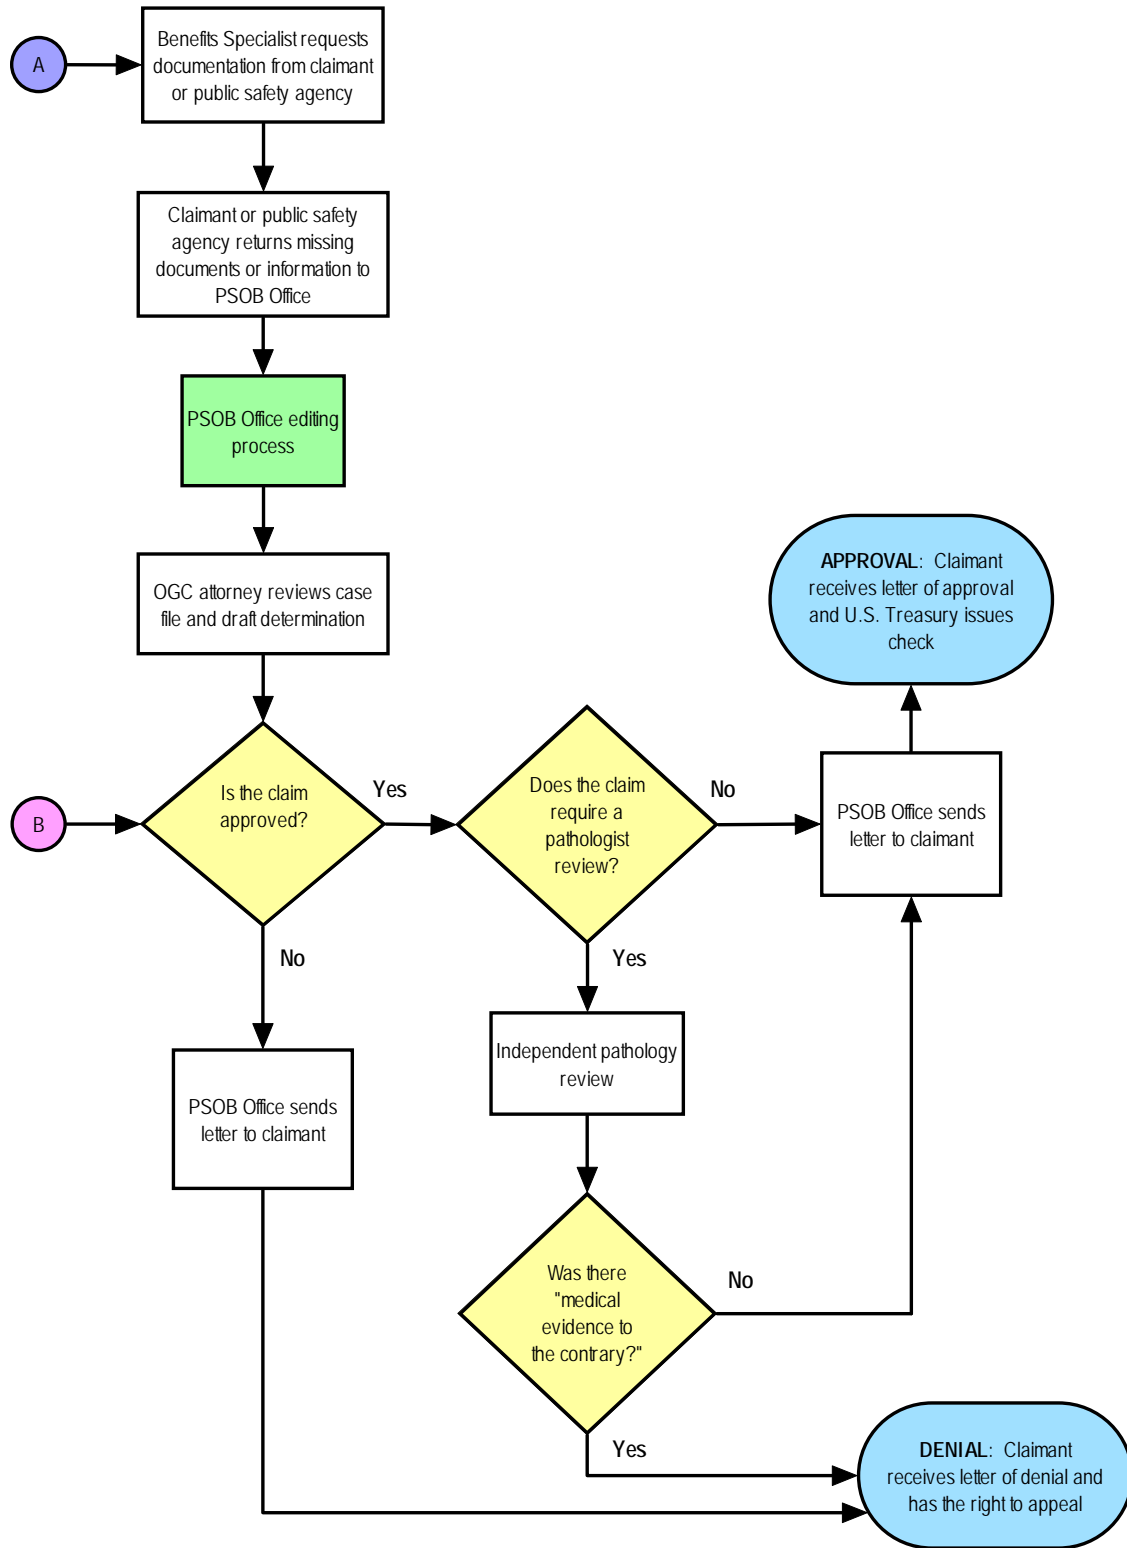 A
Benefits Specialist requests
documentation from claimant
or public safety agency
Claimant or public safety
agency returns missing
documents or information to
PSOB Office
PSOB Office editing
process
OGC attorney reviews case
file and draft determination
APPROVAL:  Claimant
receives letter of approval
and U.S. Treasury issues
check
B
Is the claim
approved?
Yes
Does the claim
require a
pathologist
review?
No
PSOB Office sends
letter to claimant
No
Yes
Independent pathology
review
PSOB Office sends
letter to claimant
Was there
"medical
evidence to
the contrary?"
No
Yes
DENIAL:  Claimant
receives letter of denial and
has the right to appeal